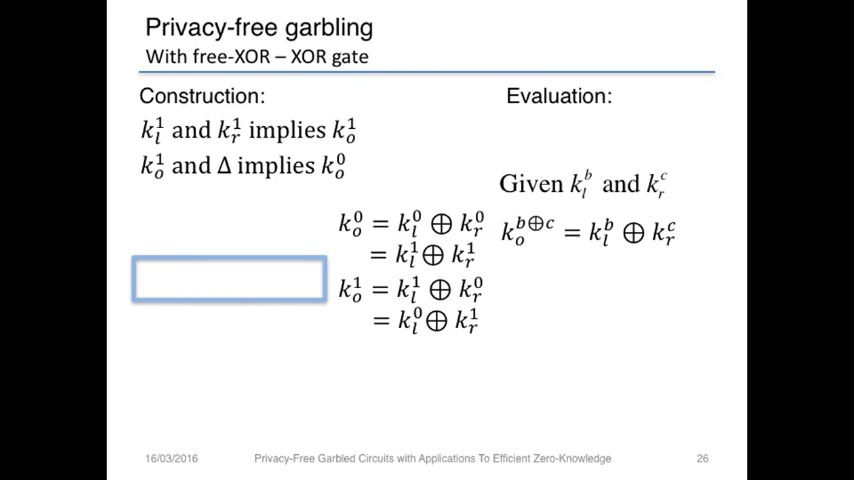 Privacy-free garbling
With free-XOR – XOR gate
Construction:
k_l^1 and k_r^1 implies k_o^1
k_o^1 and Δ implies k_o^0
k_o^0 = k_l^0 ⊕ k_r^0
= k_l^1 ⊕ k_r^1
k_o^1 = k_l^1 ⊕ k_r^0
= k_l^0 ⊕ k_r^1
Evaluation:
Given k_l^b and k_r^c
k_o^{b⊕c} = k_l^b ⊕ k_r^c
16/03/2016
Privacy-Free Garbled Circuits with Applications To Efficient Zero-Knowledge
26